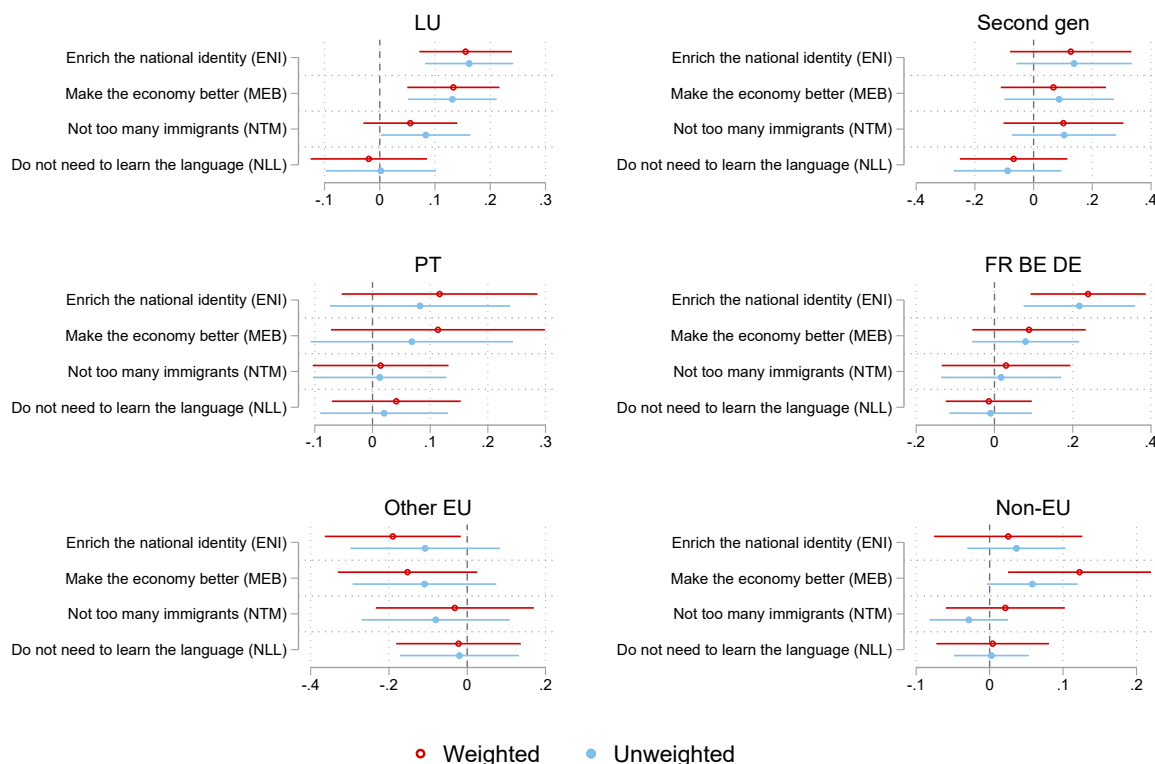 LU
Enrich the national identity (ENI)
Make the economy better (MEB)
Not too many immigrants (NTM)
Do not need to learn the language (NLL)
-.1 0 .1 .2 .3
Second gen
Enrich the national identity (ENI)
Make the economy better (MEB)
Not too many immigrants (NTM)
Do not need to learn the language (NLL)
-.4 -.2 0 .2 .4
PT
Enrich the national identity (ENI)
Make the economy better (MEB)
Not too many immigrants (NTM)
Do not need to learn the language (NLL)
-.1 0 .1 .2 .3
FR BE DE
Enrich the national identity (ENI)
Make the economy better (MEB)
Not too many immigrants (NTM)
Do not need to learn the language (NLL)
-.2 0 .2 .4
Other EU
Enrich the national identity (ENI)
Make the economy better (MEB)
Not too many immigrants (NTM)
Do not need to learn the language (NLL)
-.4 -.2 0 .2
Non-EU
Enrich the national identity (ENI)
Make the economy better (MEB)
Not too many immigrants (NTM)
Do not need to learn the language (NLL)
-.1 0 .1 .2
Weighted Unweighted